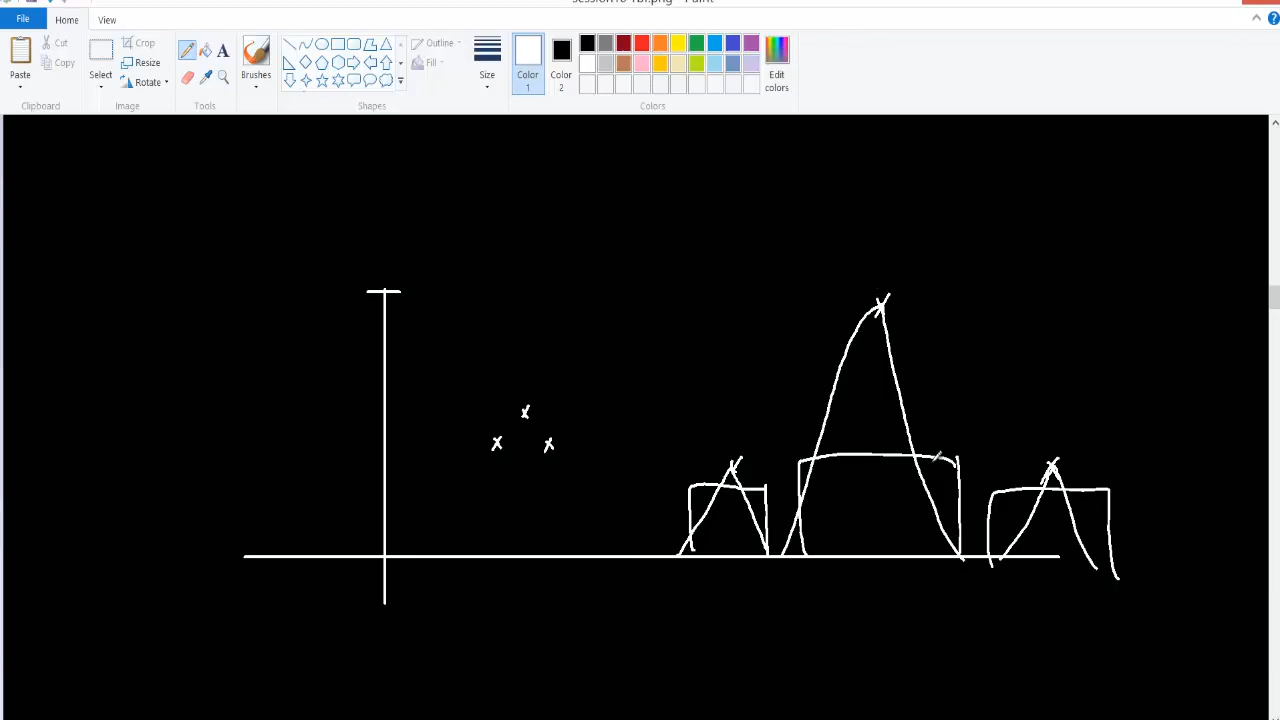 File Home View
Paste Cut Copy Clipboard
Select Crop Resize Rotate Image
Tools
Brushes
Shapes
Outline Fill
Size
Color 1 Color 2
Edit colors
Colors
x
x x